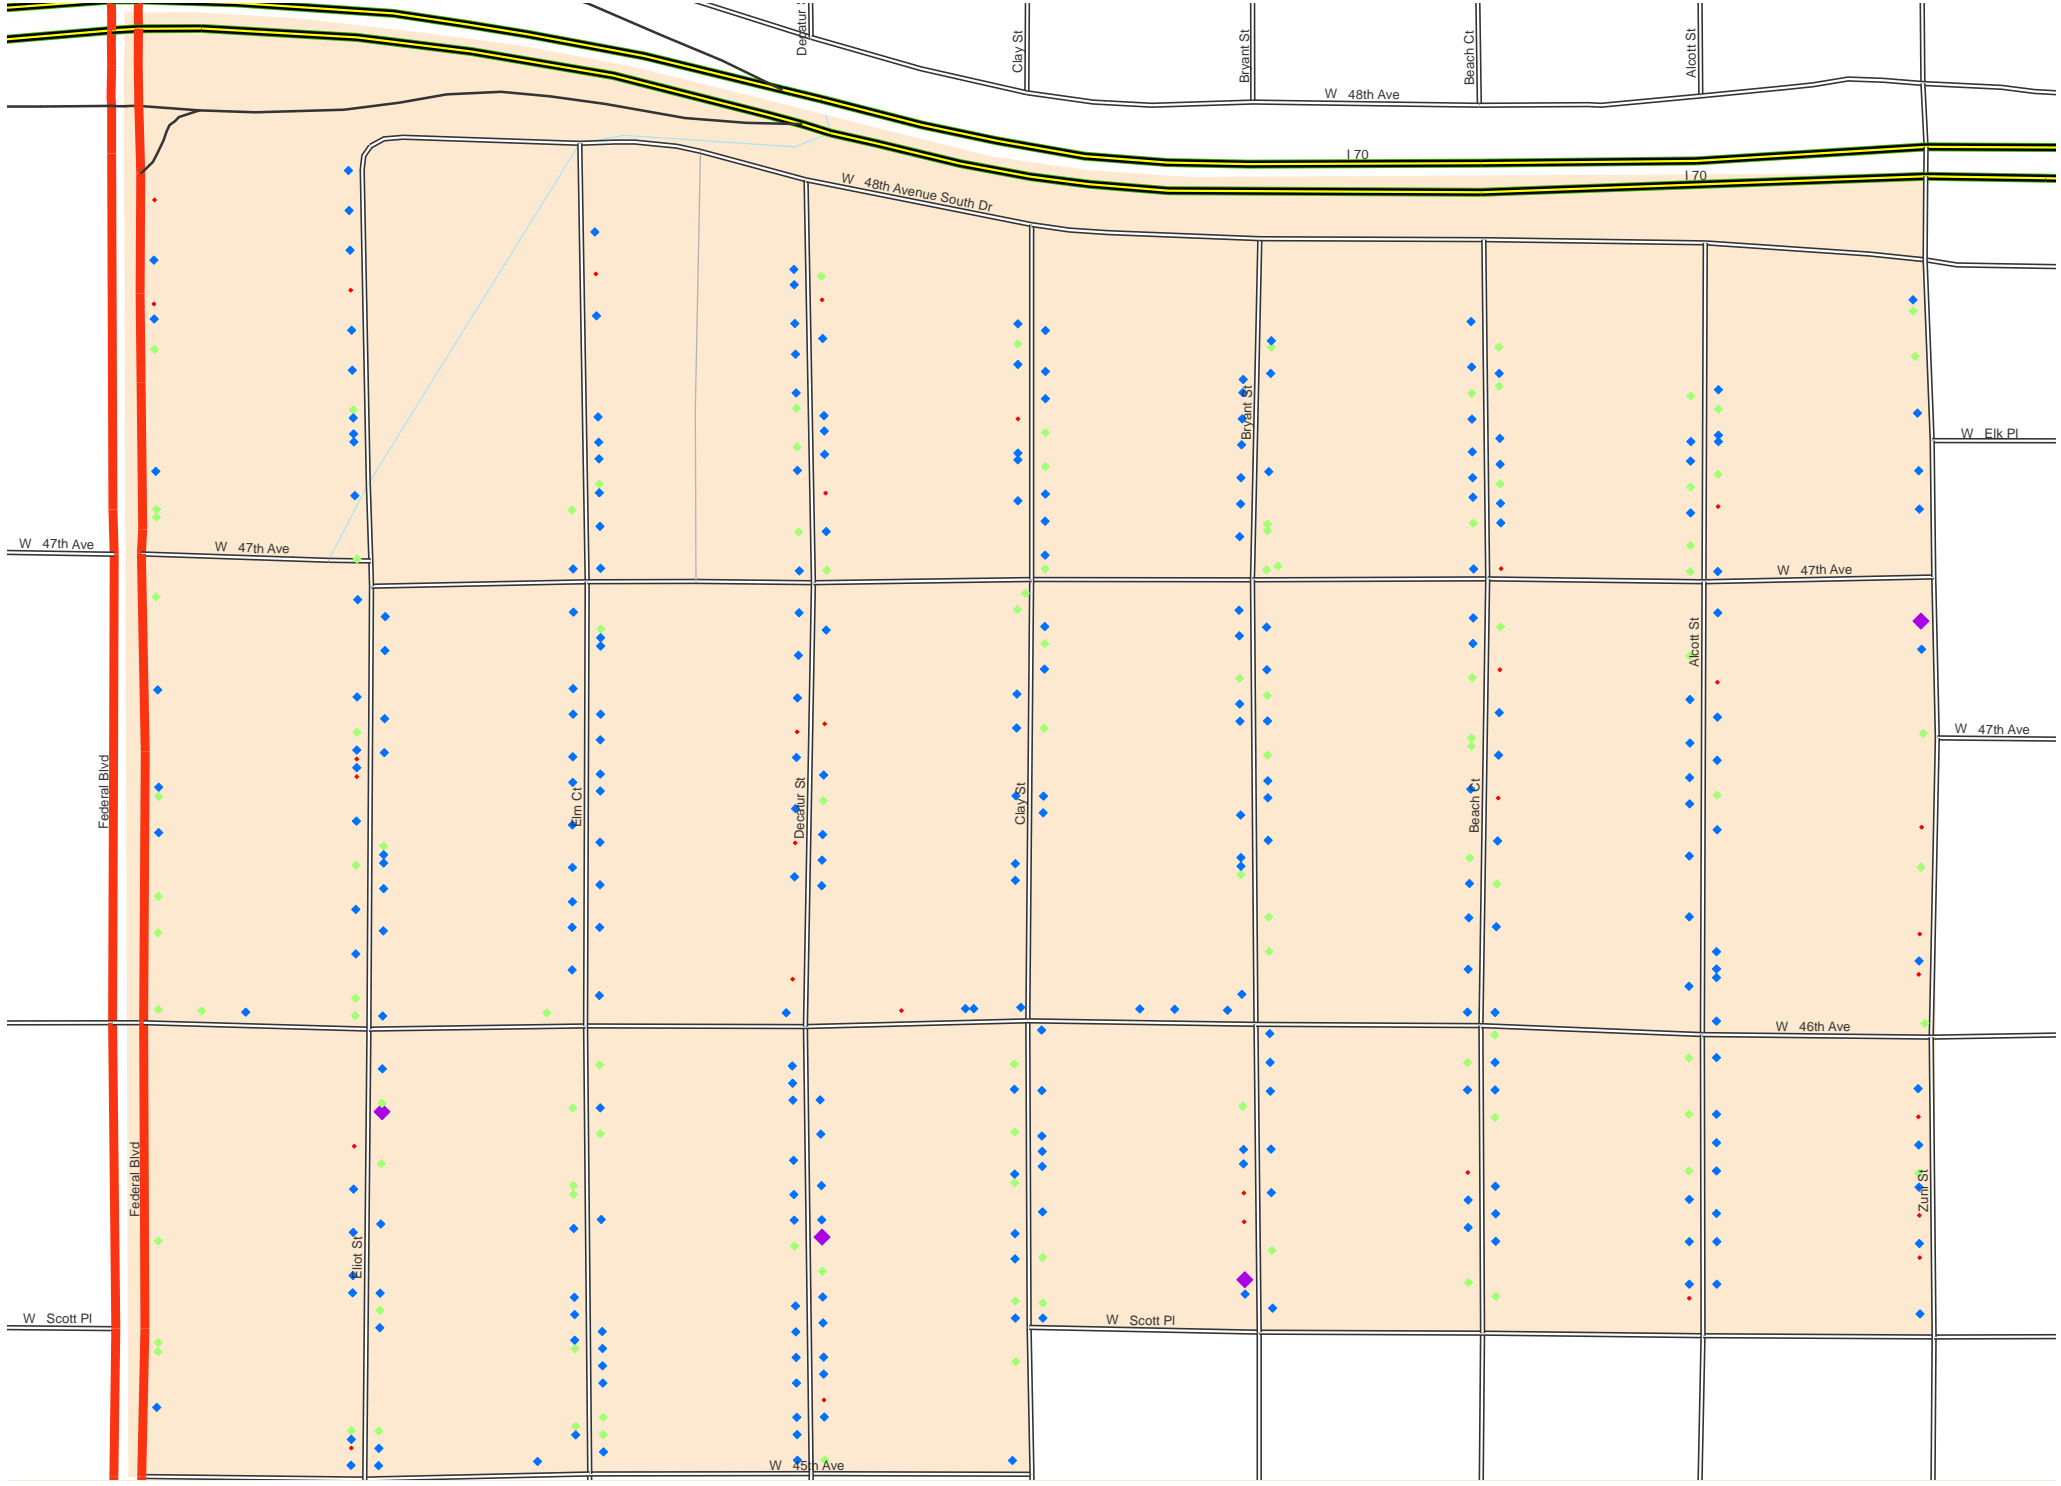 Decatur S
Clay St
Bryant St
Beach Ct
Alcott St
W 48th Ave
I 70
I 70
W 48th Avenue South Dr
Bryant St
W Elk Pl
W 47th Ave
W 47th Ave
W 47th Ave
Alcott St
W 47th Ave
Federal Blvd
Elm Ct
Decatur St
Clay St
Beach Ct
W 46th Ave
Federal Blvd
Eliot St
Zuni St
W Scott Pl
W Scott Pl
W 45th Ave